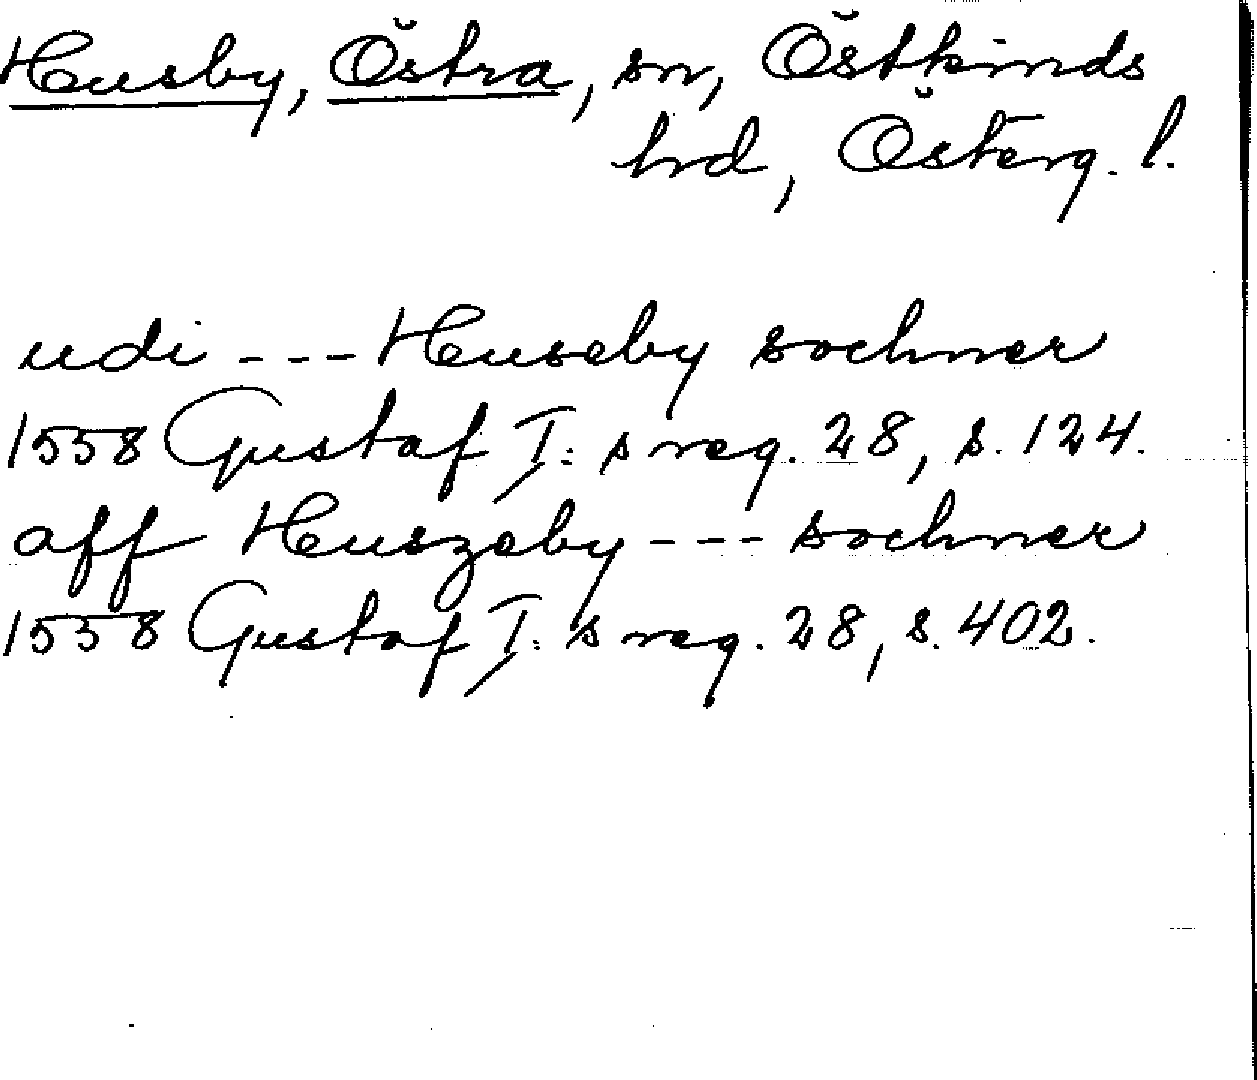 Husby, Östra, sn, Östkinds
hrd, Österg. l.
udi --- Huseby sochner
1558 Gustaf I:s reg. 28, s. 124.
aff Huszeby --- sochner
1558 Gustaf I:s reg. 28, s. 402.